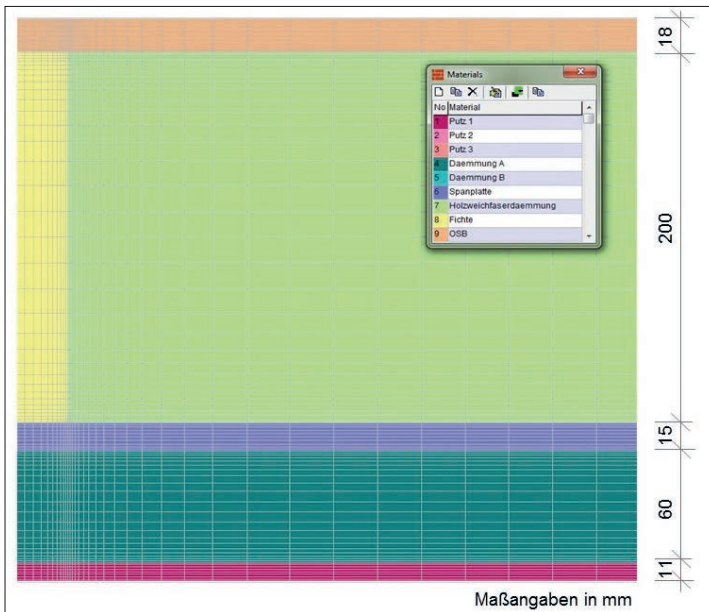 18
Materials
No Material
1 Putz 1
2 Putz 2
3 Putz 3
4 Daemmung A
5 Daemmung B
6 Spanplatte
7 Holzweichfaserdaemmung
8 Fichte
9 OSB
200
15
60
11
Maßangaben in mm